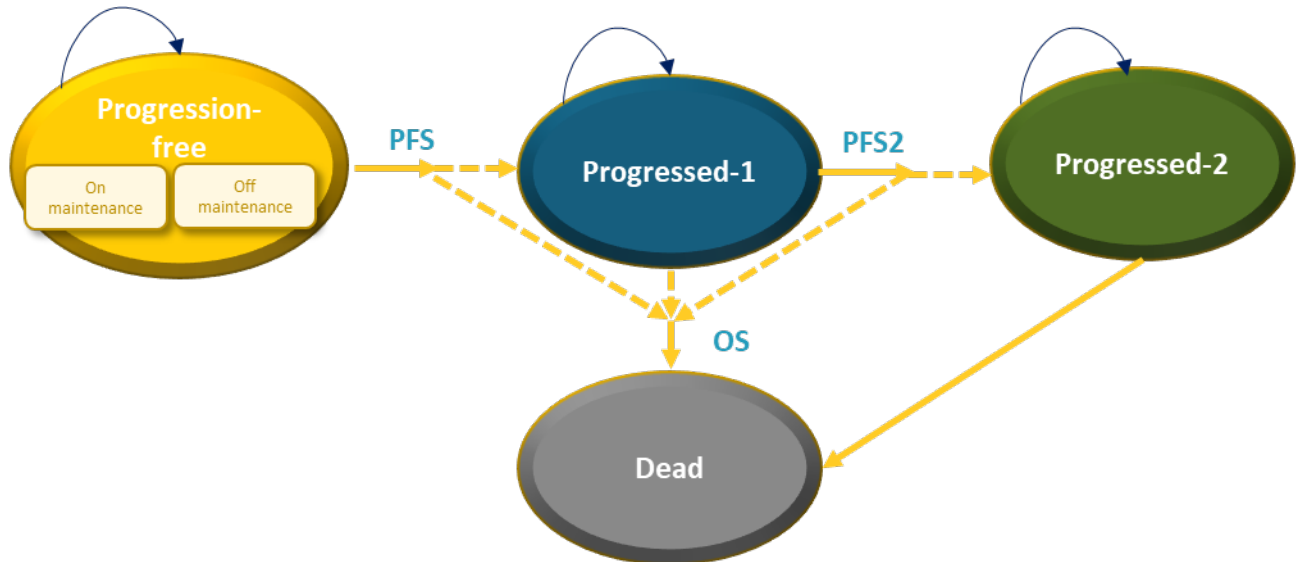 Progression-
free
On
maintenance
Off
maintenance
PFS
Progressed-1
PFS2
Progressed-2
OS
Dead